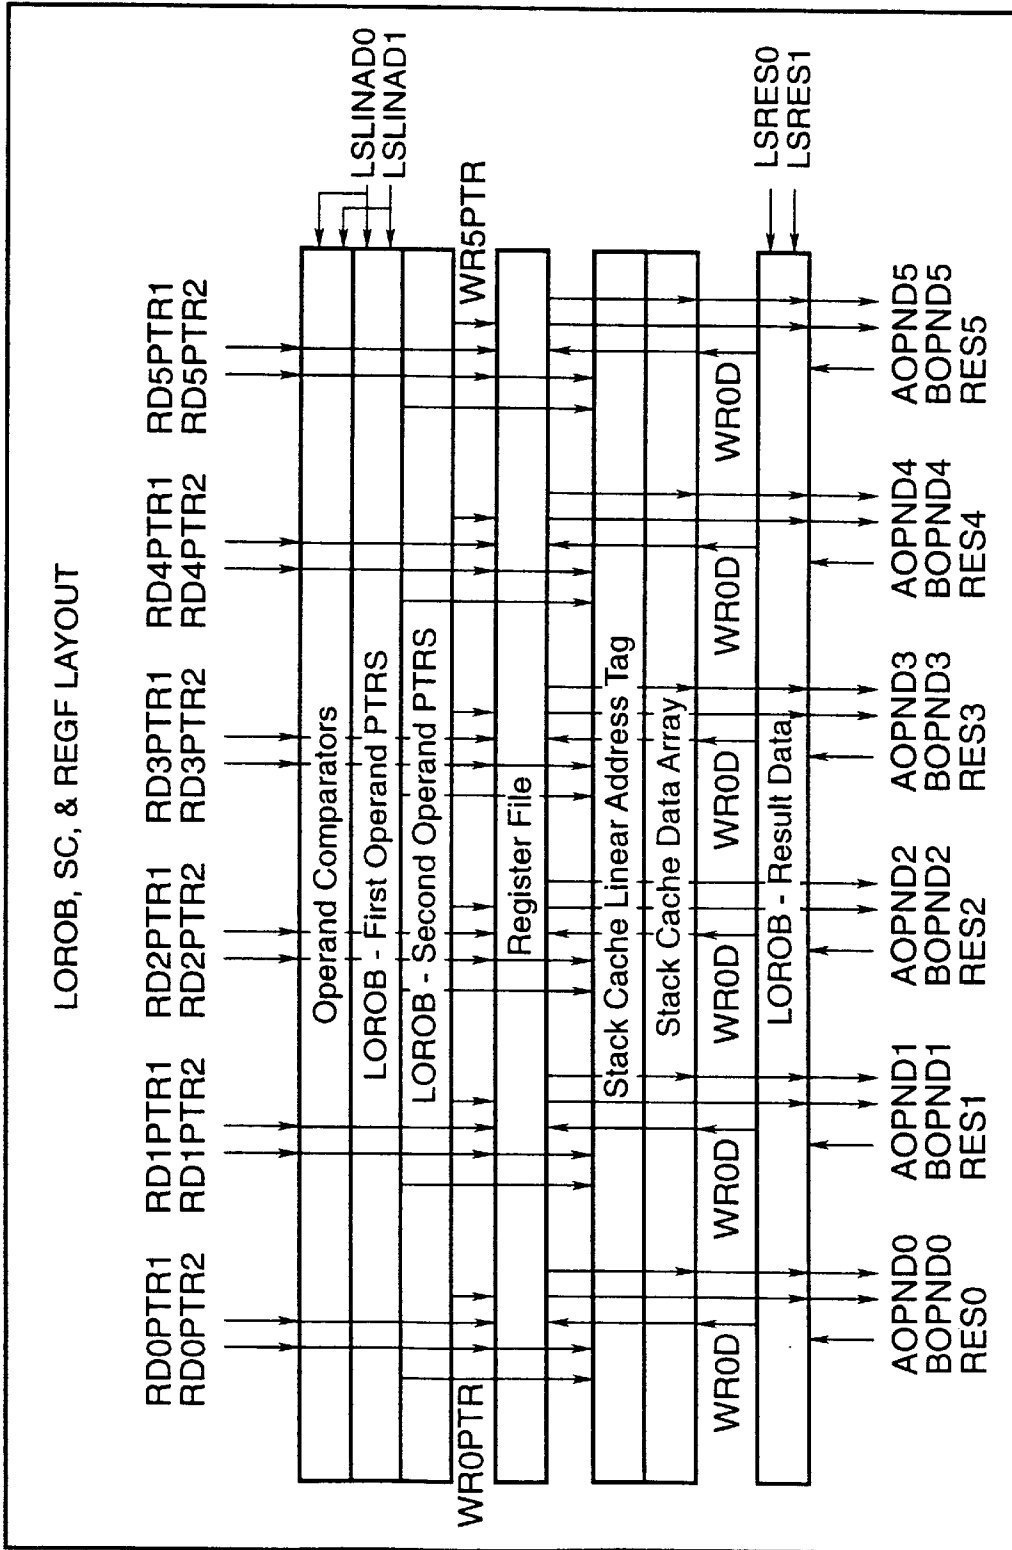 LOROB, SC, & REGF LAYOUT
RD0PTR1 RD1PTR1 RD2PTR1 RD3PTR1 RD4PTR1 RD5PTR1
RD0PTR2 RD1PTR2 RD2PTR2 RD3PTR2 RD4PTR2 RD5PTR2
Operand Comparators
LSLINAD0
LSLINAD1
LOROB - First Operand PTRS
LOROB - Second Operand PTRS
WR0PTR WR5PTR
Register File
Stack Cache Linear Address Tag
Stack Cache Data Array
WR0D WR0D WR0D WR0D WR0D WR0D
LSRES0
LSRES1
LOROB - Result Data
AOPND0 AOPND1 AOPND2 AOPND3 AOPND4 AOPND5
BOPND0 BOPND1 BOPND2 BOPND3 BOPND4 BOPND5
RES0 RES1 RES2 RES3 RES4 RES5